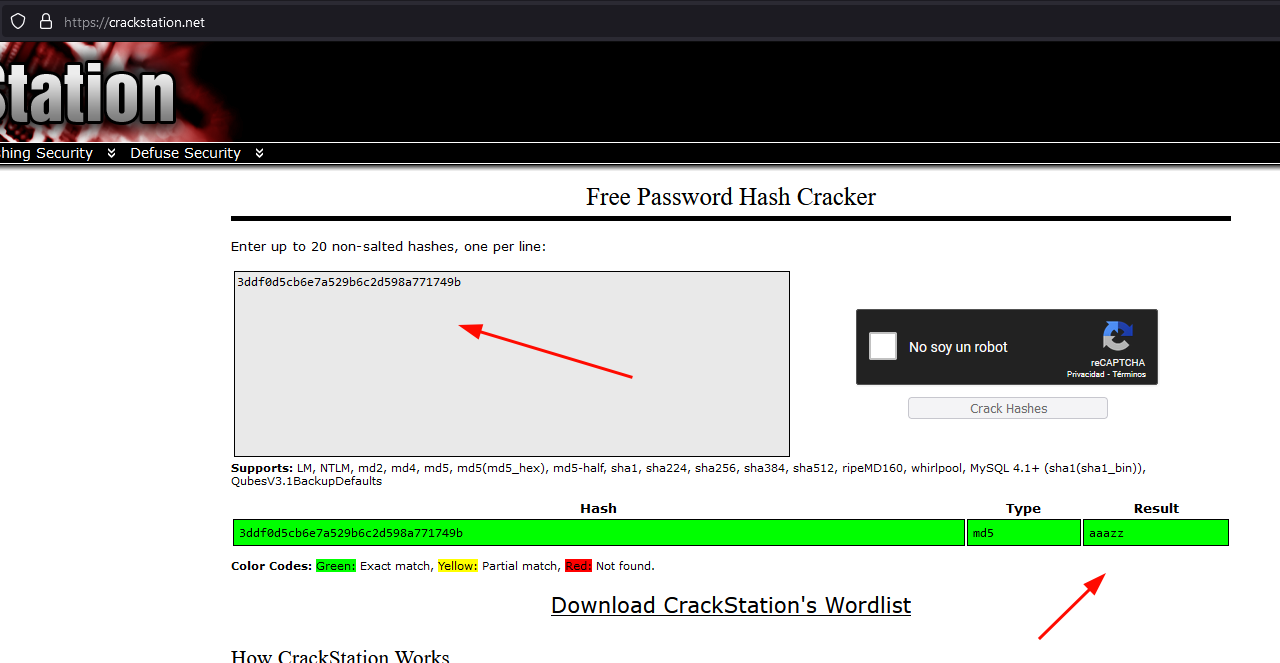 https://crackstation.net
Station
hing Security Defuse Security
Free Password Hash Cracker
Enter up to 20 non-salted hashes, one per line:
3ddf0d5cb6e7a529b6c2d598a771749b
No soy un robot
reCAPTCHA
Privacidad - Términos
Crack Hashes
Supports: LM, NTLM, md2, md4, md5, md5(md5_hex), md5-half, sha1, sha224, sha256, sha384, sha512, ripeMD160, whirlpool, MySQL 4.1+ (sha1(sha1_bin)),
QubesV3.1BackupDefaults
Hash Type Result
3ddf0d5cb6e7a529b6c2d598a771749b md5 aaazz
Color Codes: Green: Exact match, Yellow: Partial match, Red: Not found.
Download CrackStation's Wordlist
How CrackStation Works